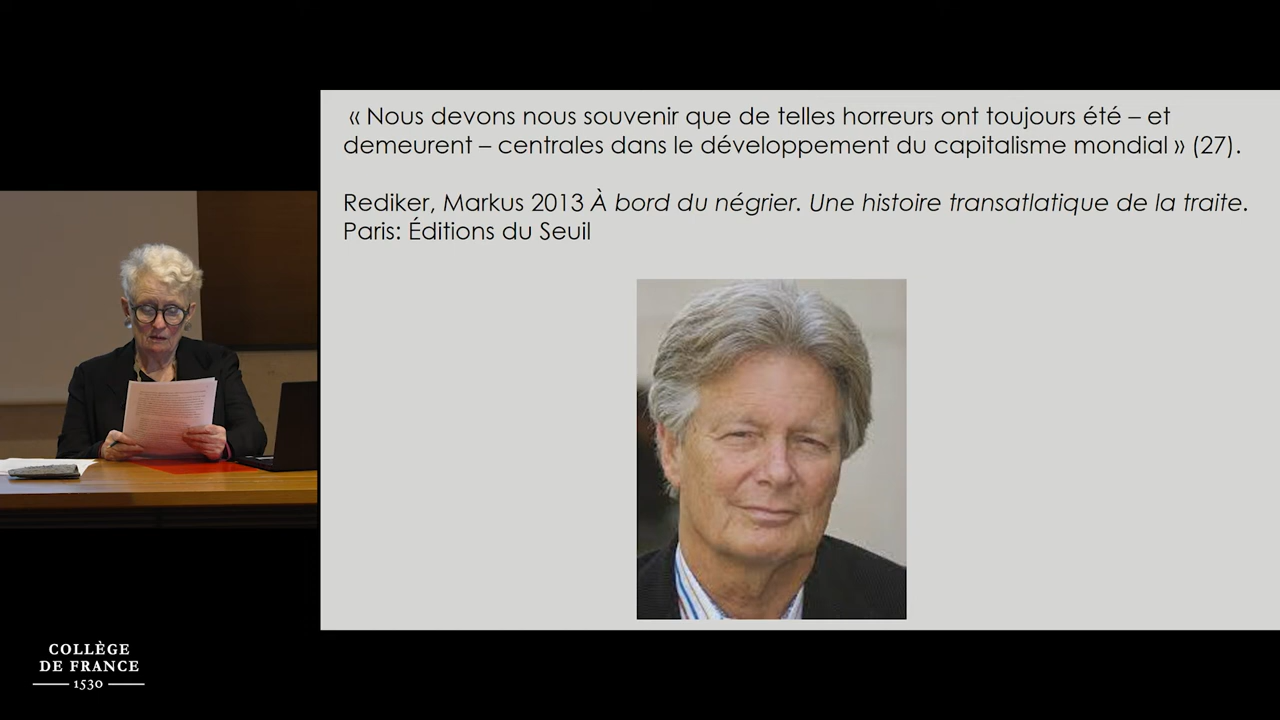 « Nous devons nous souvenir que de telles horreurs ont toujours été – et
demeurent – centrales dans le développement du capitalisme mondial » (27).
Rediker, Markus 2013 À bord du négrier. Une histoire transatlatique de la traite.
Paris: Éditions du Seuil
COLLÈGE
DE FRANCE
1530